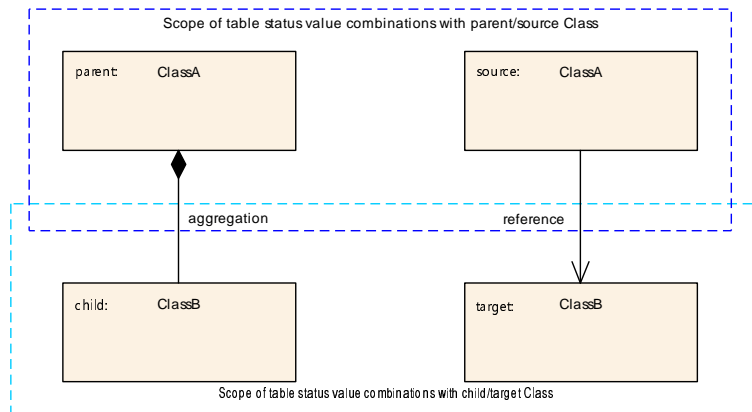 Scope of table status value combinations with parent/source Class
parent: ClassA
source: ClassA
aggregation
reference
child: ClassB
target: ClassB
Scope of table status value combinations with child/target Class